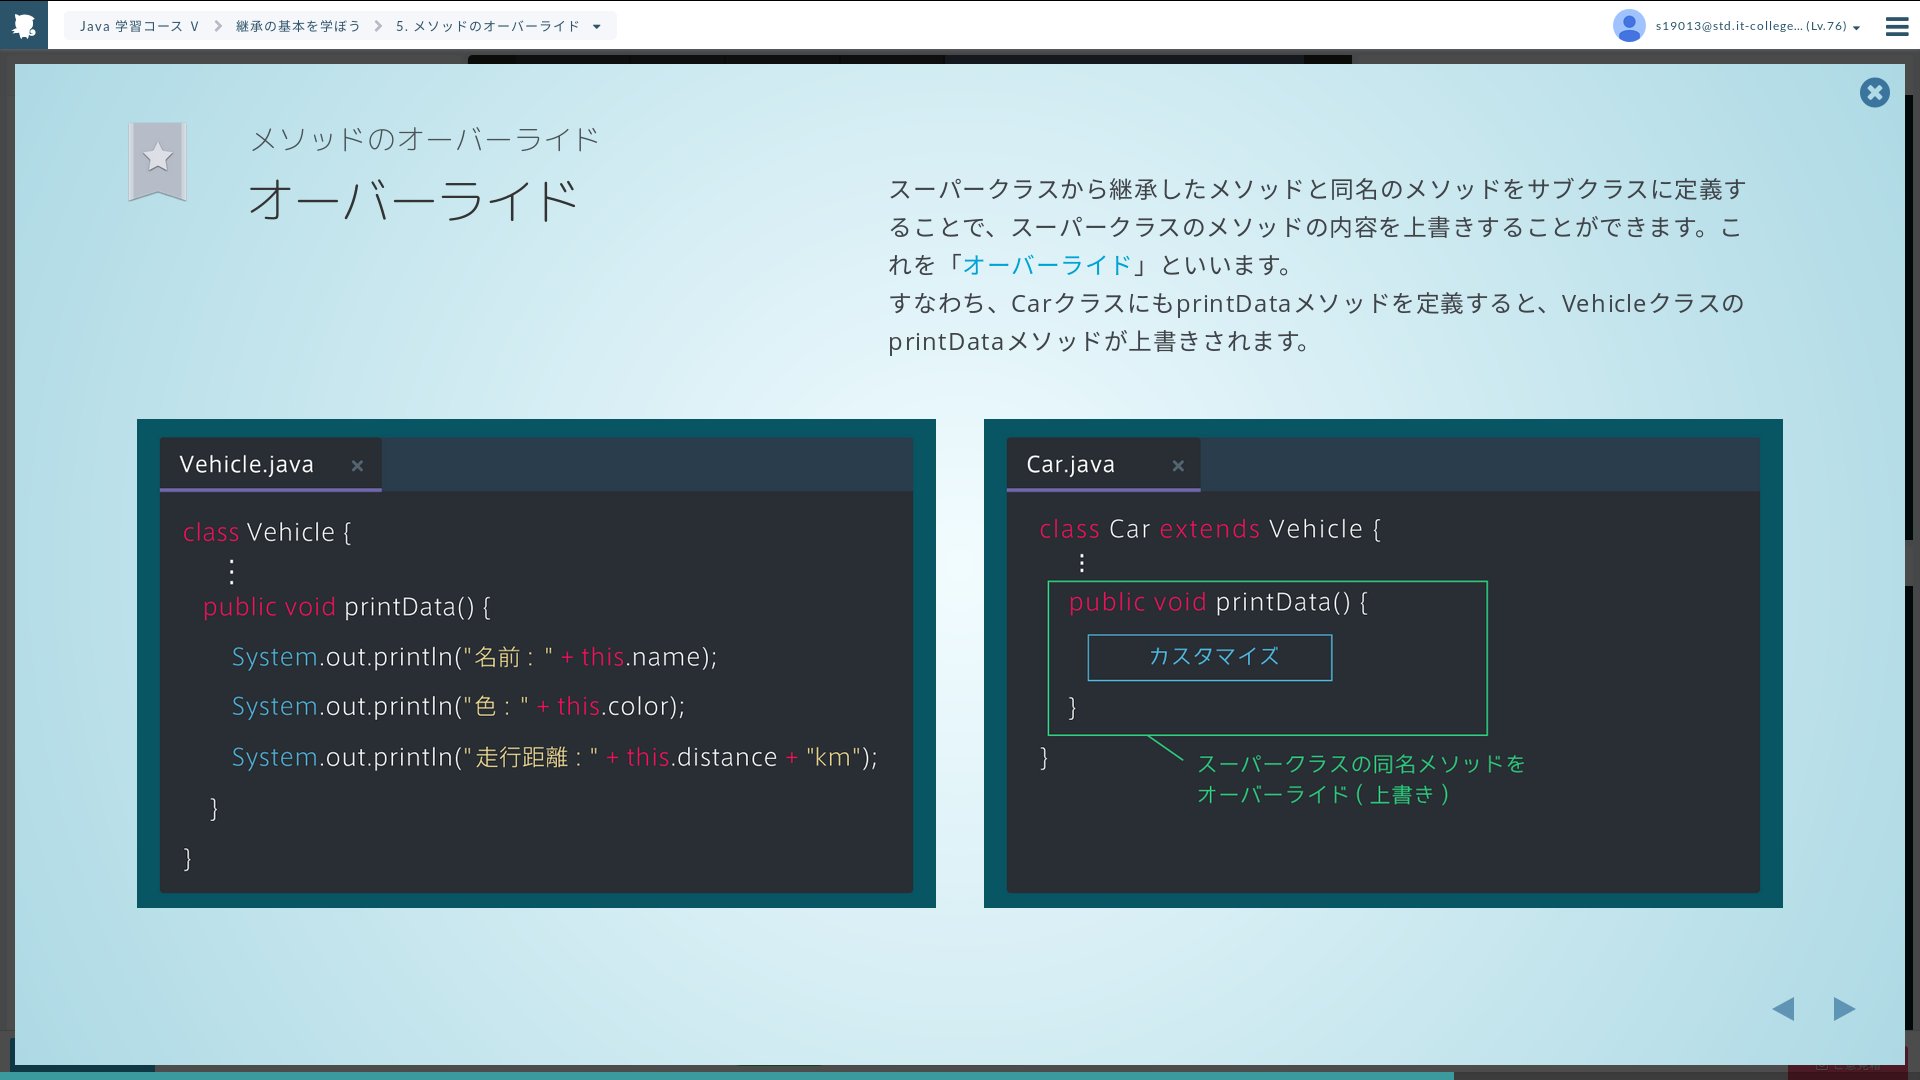 Java 学習コース Ⅴ
継承の基本を学ぼう
5. メソッドのオーバーライド
s19013@std.it-college... (Lv.76)
メソッドのオーバーライド
オーバーライド
スーパークラスから継承したメソッドと同名のメソッドをサブクラスに定義す
ることで、スーパークラスのメソッドの内容を上書きすることができます。こ
れを「オーバーライド」といいます。
すなわち、CarクラスにもprintDataメソッドを定義すると、Vehicleクラスの
printDataメソッドが上書きされます。
Vehicle.java
class Vehicle {
⋮
public void printData() {
System.out.println("名前 : " + this.name);
System.out.println("色 : " + this.color);
System.out.println("走行距離 : " + this.distance + "km");
}
}
Car.java
class Car extends Vehicle {
⋮
public void printData() {
カスタマイズ
}
}
スーパークラスの同名メソッドを
オーバーライド ( 上書き )